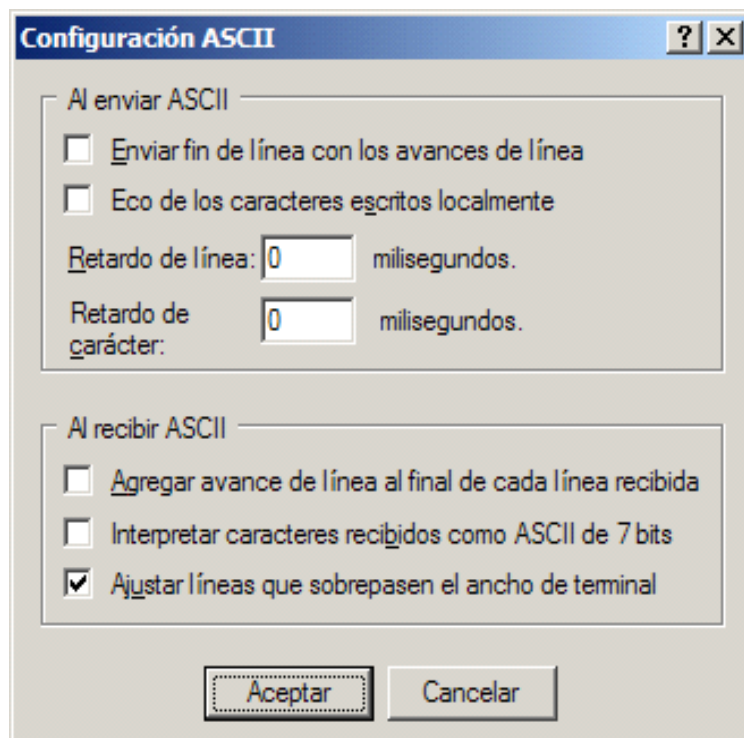 Configuración ASCII
Al enviar ASCII
Enviar fin de línea con los avances de línea
Eco de los caracteres escritos localmente
Retardo de línea: 0 milisegundos.
Retardo de
carácter: 0 milisegundos.
Al recibir ASCII
Agregar avance de línea al final de cada línea recibida
Interpretar caracteres recibidos como ASCII de 7 bits
Ajustar líneas que sobrepasen el ancho de terminal
Aceptar Cancelar